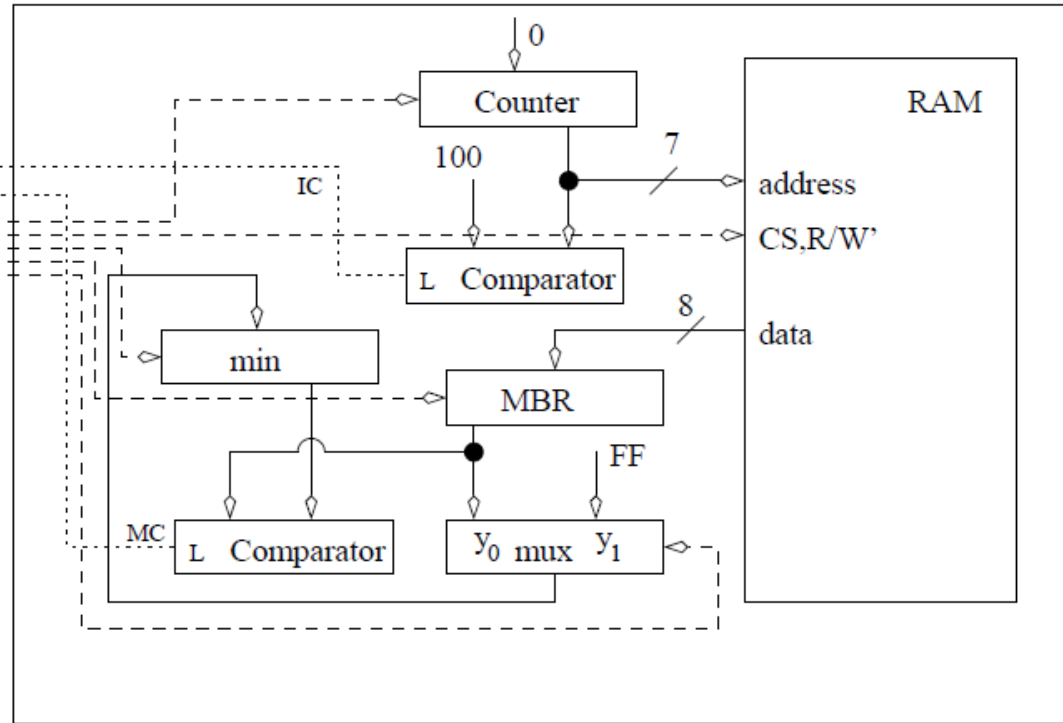 0
Counter
RAM
100
7
IC
address
CS,R/W'
L Comparator
8
data
min
MBR
FF
MC
L Comparator
y0 mux y1